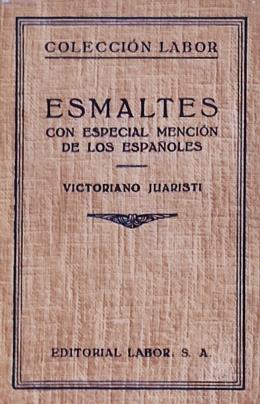 COLECCIÓN LABOR
ESMALTES
CON ESPECIAL MENCIÓN
DE LOS ESPAÑOLES
VICTORIANO JUARISTI
EDITORIAL LABOR, S. A.